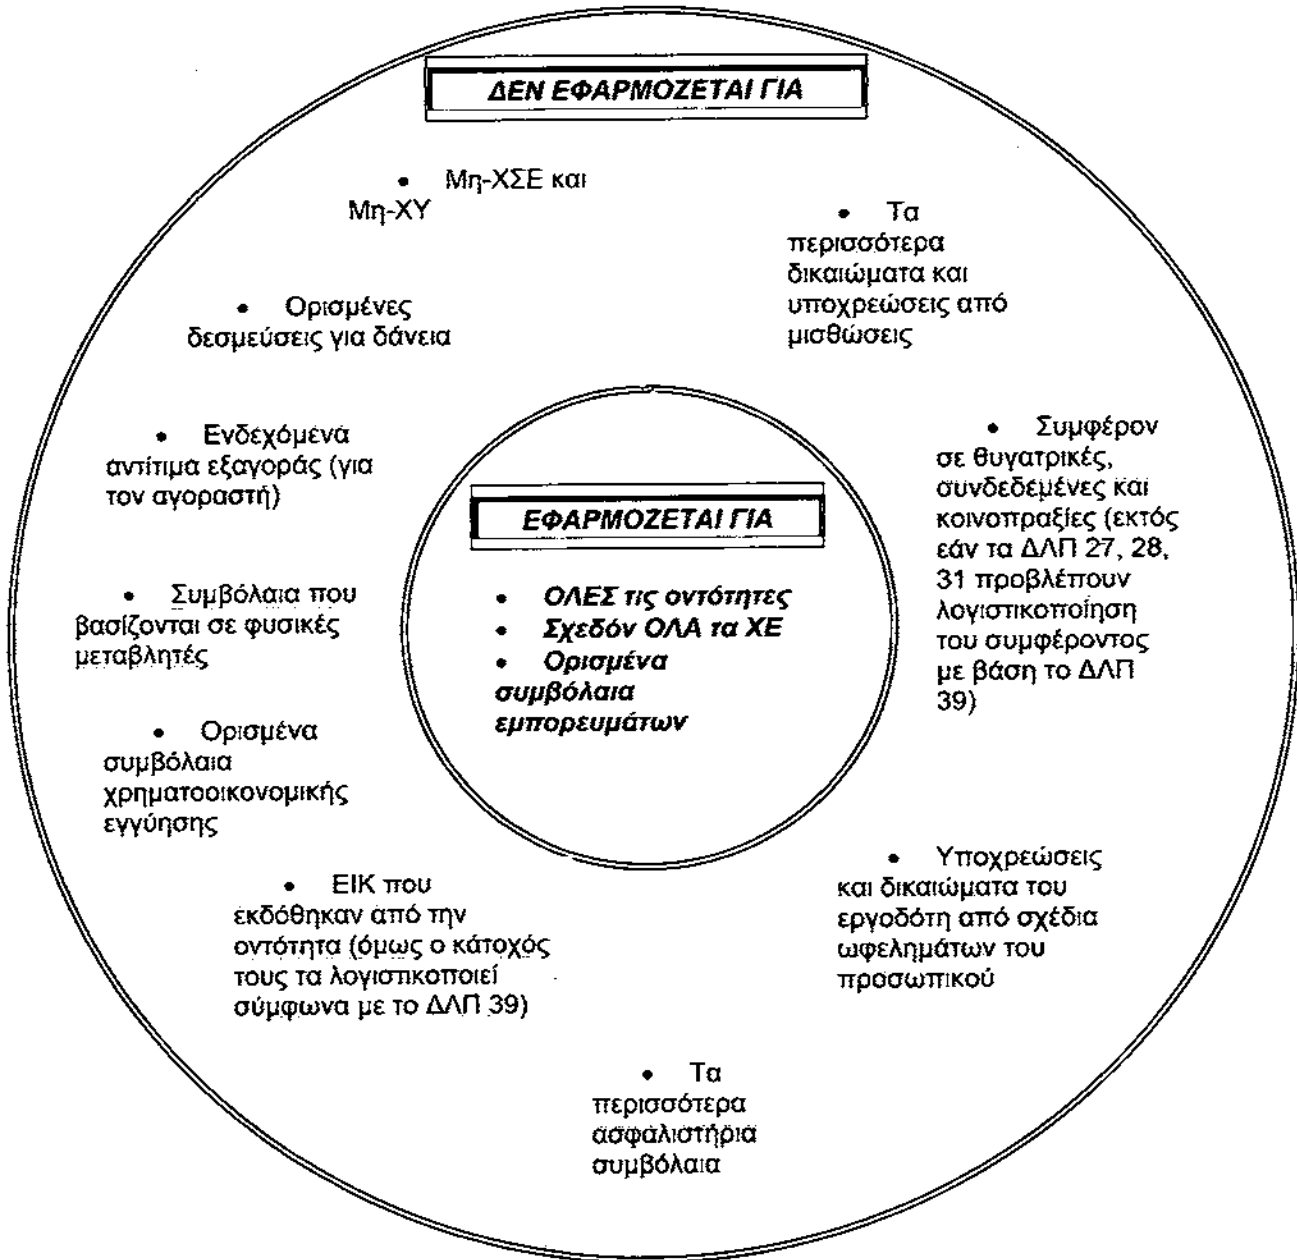 ΔΕΝ ΕΦΑΡΜΟΖΕΤΑΙ ΓΙΑ
• Μη-ΧΣΕ και
Μη-ΧΥ
• Τα
περισσότερα
δικαιώματα και
υποχρεώσεις από
μισθώσεις
• Ορισμένες
δεσμεύσεις για δάνεια
• Ενδεχόμενα
αντίτιμα εξαγοράς (για
τον αγοραστή)
• Συμφέρον
σε θυγατρικές,
συνδεδεμένες και
κοινοπραξίες (εκτός
εάν τα ΔΛΠ 27, 28,
31 προβλέπουν
λογιστικοποίηση
του συμφέροντος
με βάση το ΔΛΠ
39)
ΕΦΑΡΜΟΖΕΤΑΙ ΓΙΑ
• ΟΛΕΣ τις οντότητες
• Σχεδόν ΟΛΑ τα ΧΕ
• Ορισμένα
συμβόλαια
εμπορευμάτων
• Συμβόλαια που
βασίζονται σε φυσικές
μεταβλητές
• Ορισμένα
συμβόλαια
χρηματοοικονομικής
εγγύησης
• ΕΙΚ που
εκδόθηκαν από την
οντότητα (όμως ο κάτοχός
τους τα λογιστικοποιεί
σύμφωνα με το ΔΛΠ 39)
• Υποχρεώσεις
και δικαιώματα του
εργοδότη από σχέδια
ωφελημάτων του
προσωπικού
• Τα
περισσότερα
ασφαλιστήρια
συμβόλαια